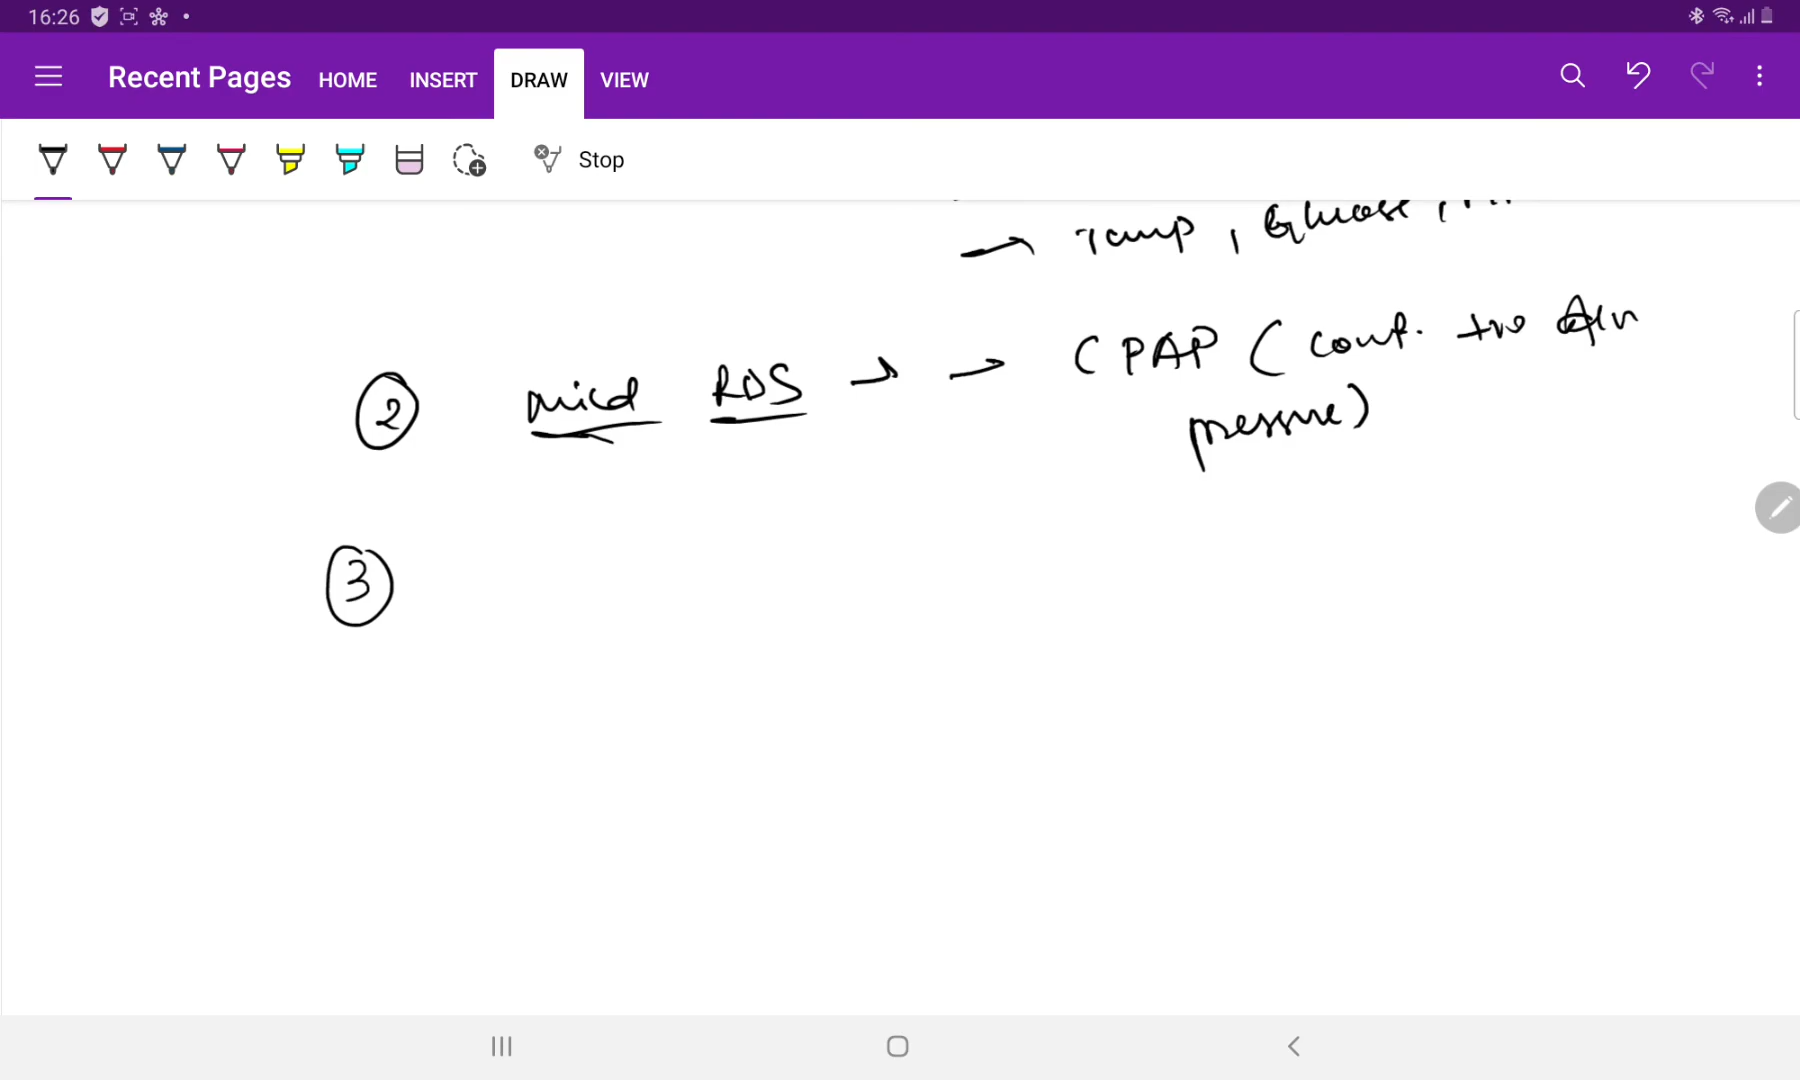 16:26
Recent Pages HOME INSERT DRAW VIEW
Stop
→ Temp, Glucose,
② mild RDS → → CPAP (cont. +ve Air
pressure)
③